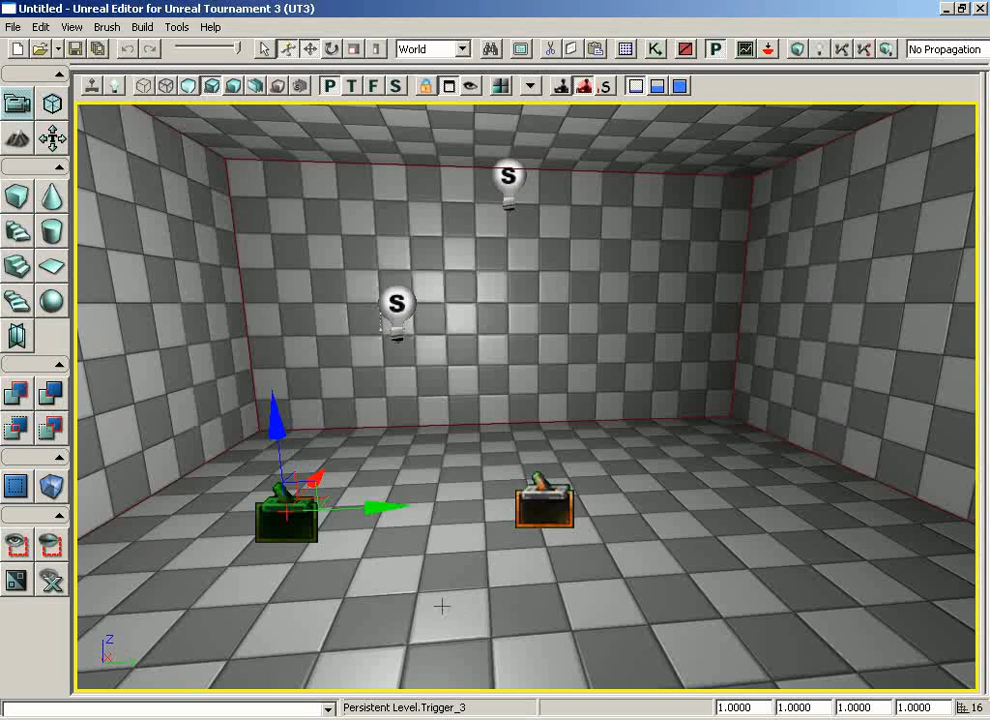 Untitled - Unreal Editor for Unreal Tournament 3 (UT3)
File Edit View Brush Build Tools Help
World
K
P
No Propagation
P T F S
S
S
S
Z
X
Persistent Level.Trigger_3
1.0000 1.0000 1.0000 1.0000 16